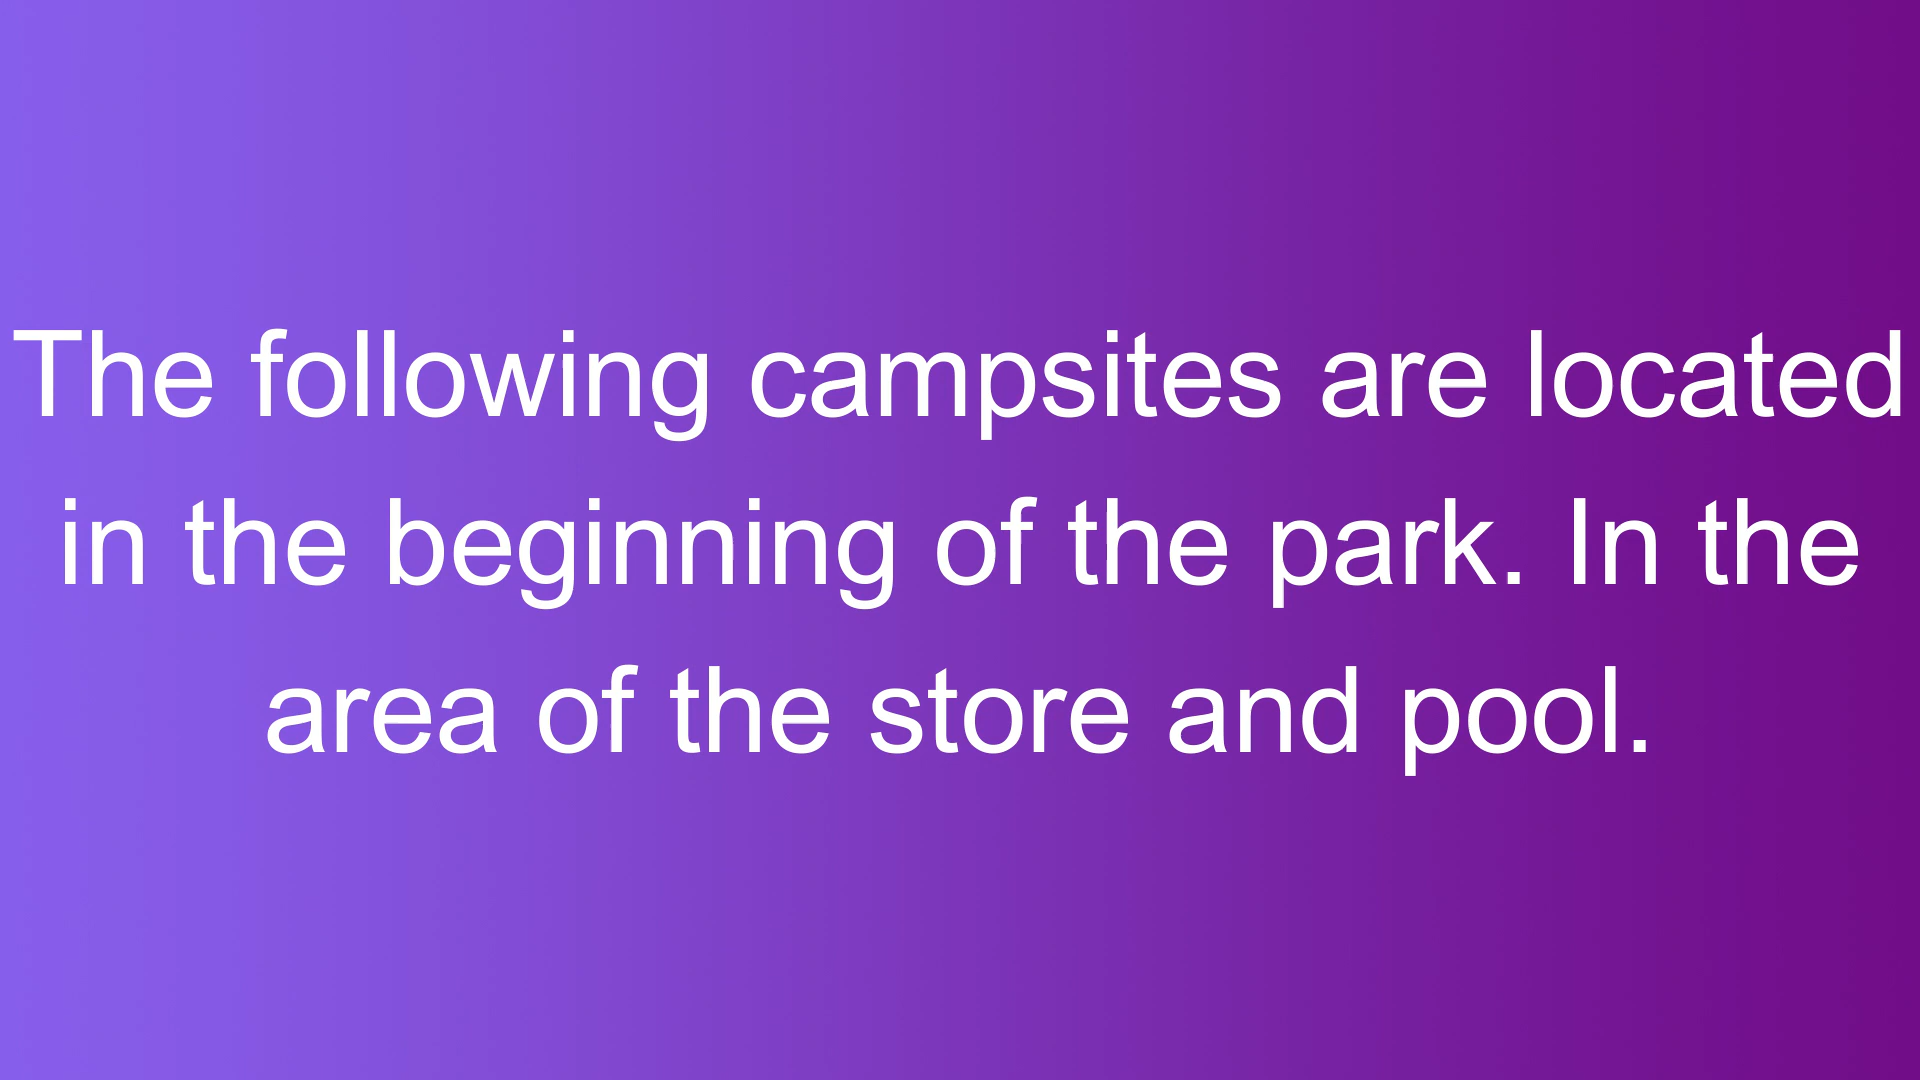 The following campsites are located
in the beginning of the park. In the
area of the store and pool.